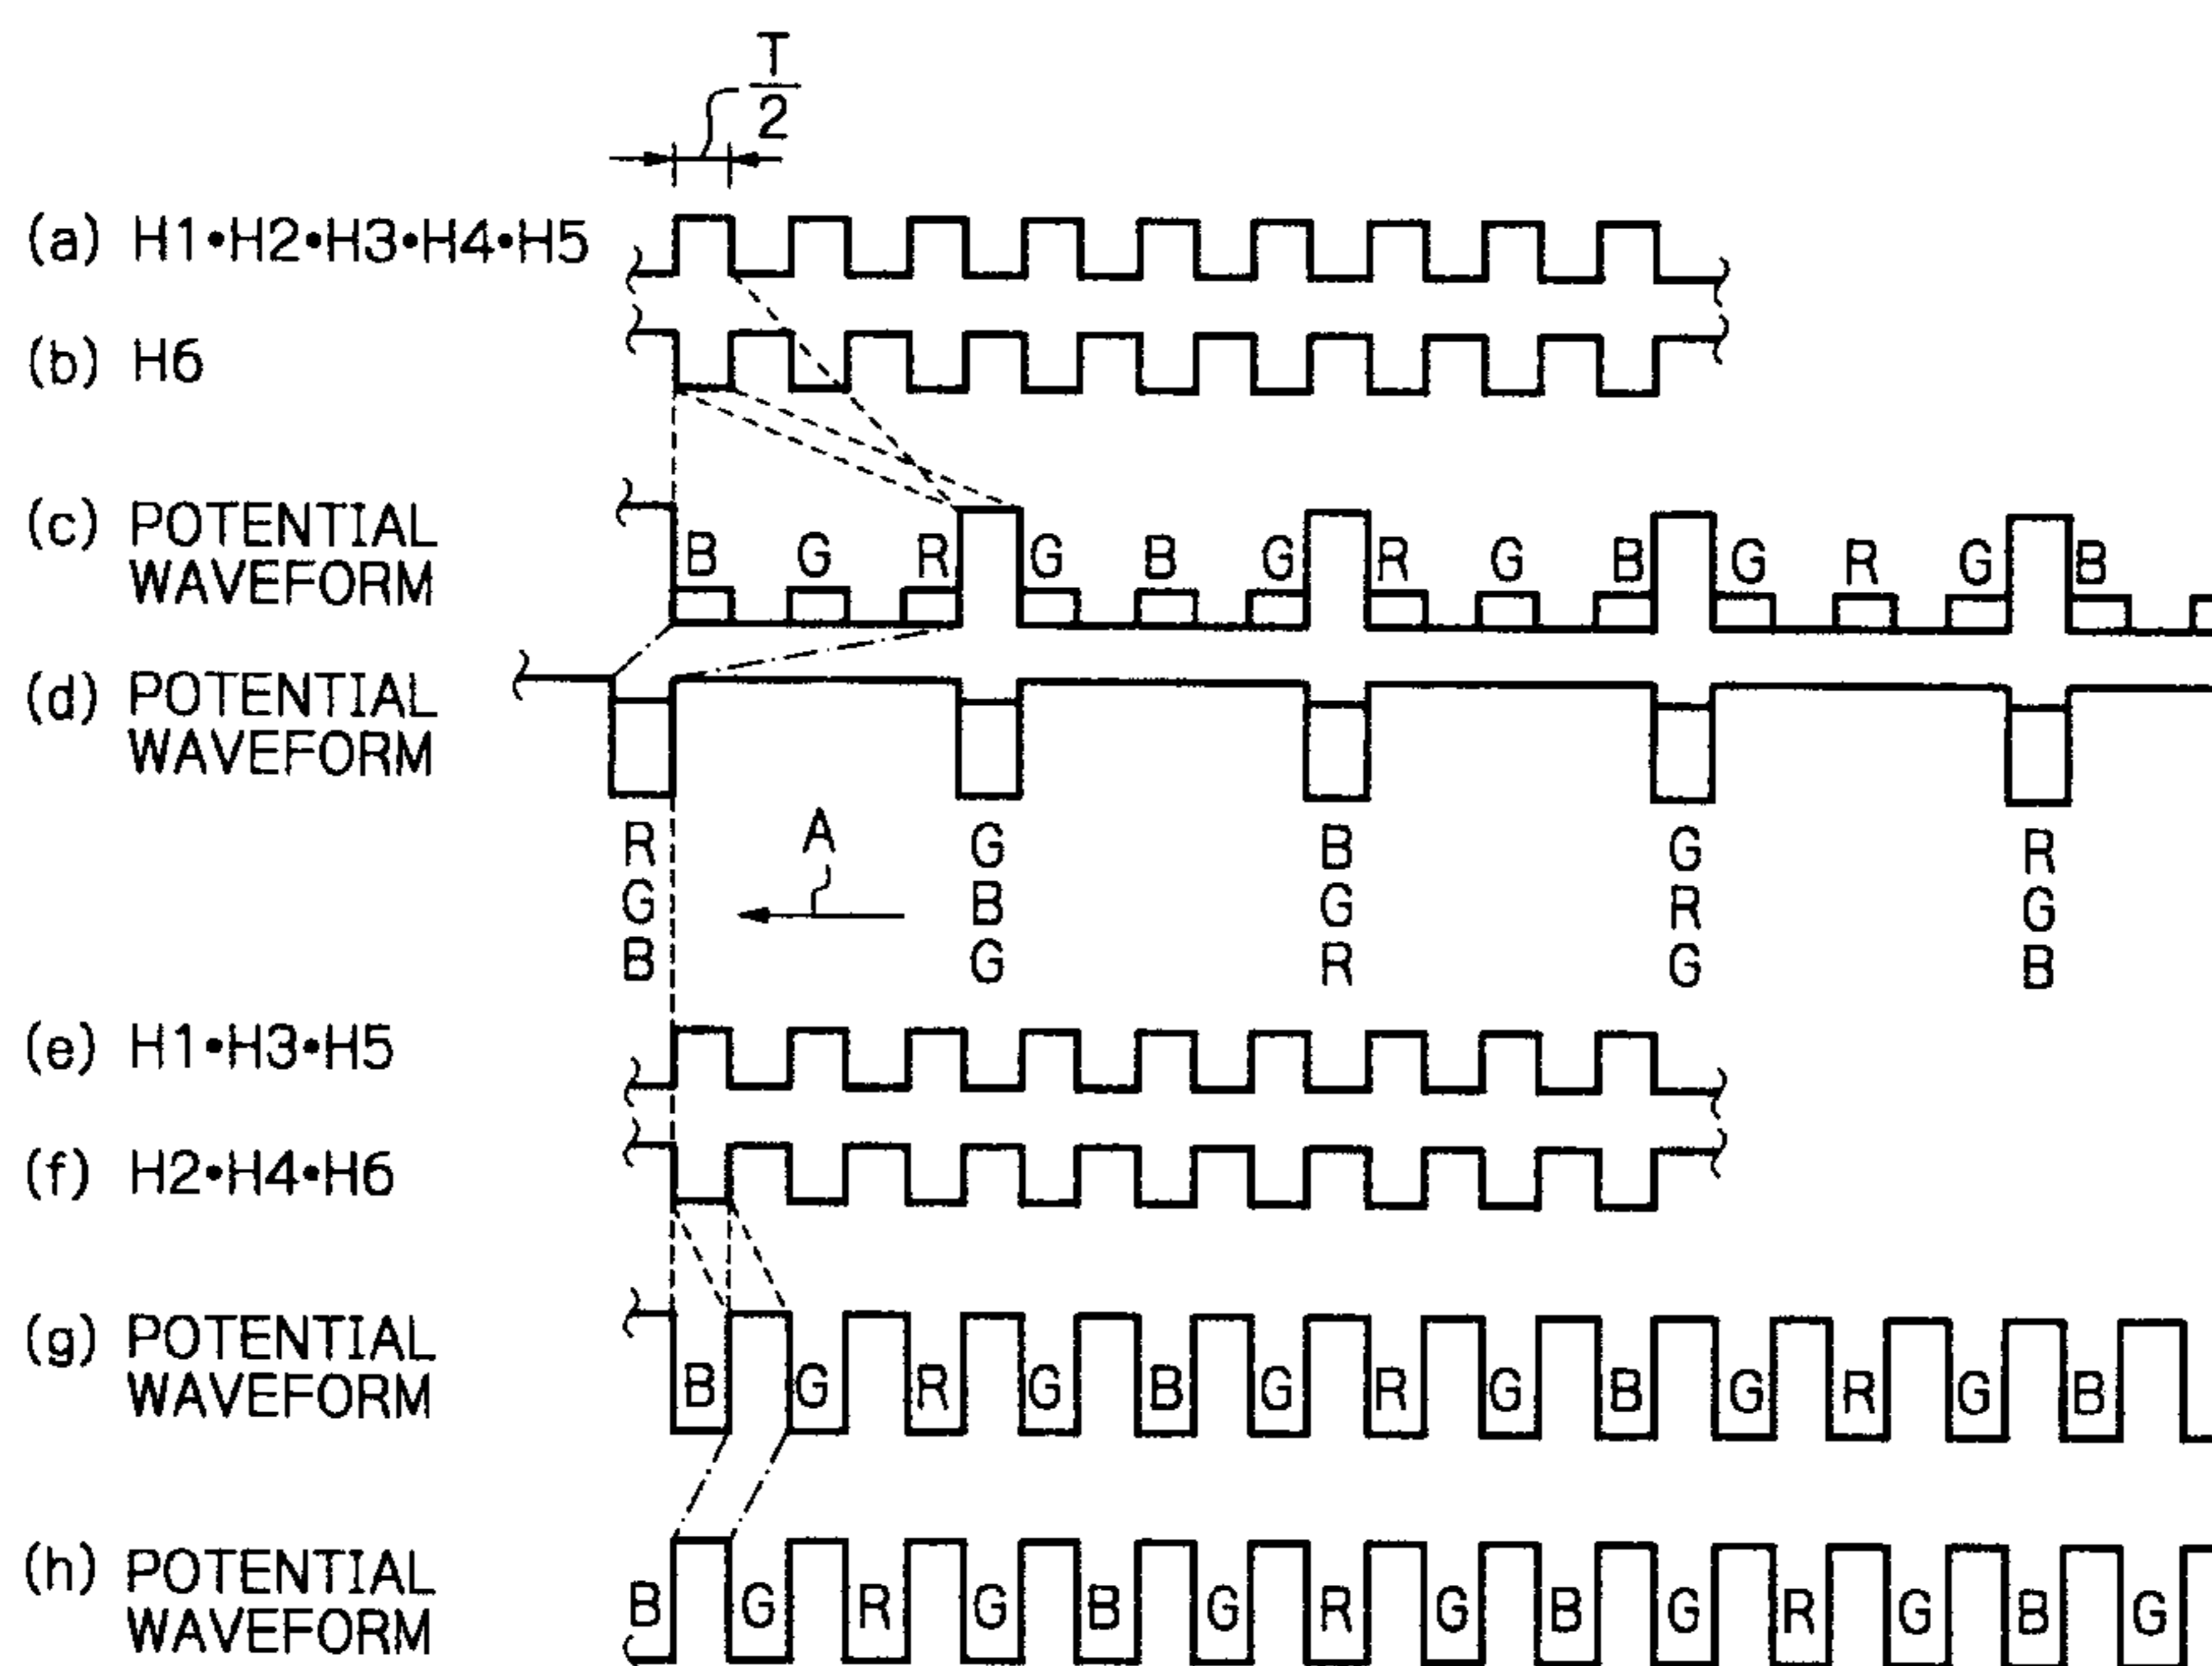 T
2
(a) H1•H2•H3•H4•H5
(b) H6
(c) POTENTIAL
WAVEFORM
B G R G B G R G B G R G B
(d) POTENTIAL
WAVEFORM
R G B G R
G B G R G
B G R G B
A
(e) H1•H3•H5
(f) H2•H4•H6
(g) POTENTIAL
WAVEFORM
B G R G B G R G B G R G B
(h) POTENTIAL
WAVEFORM
B G R G B G R G B G R G B G